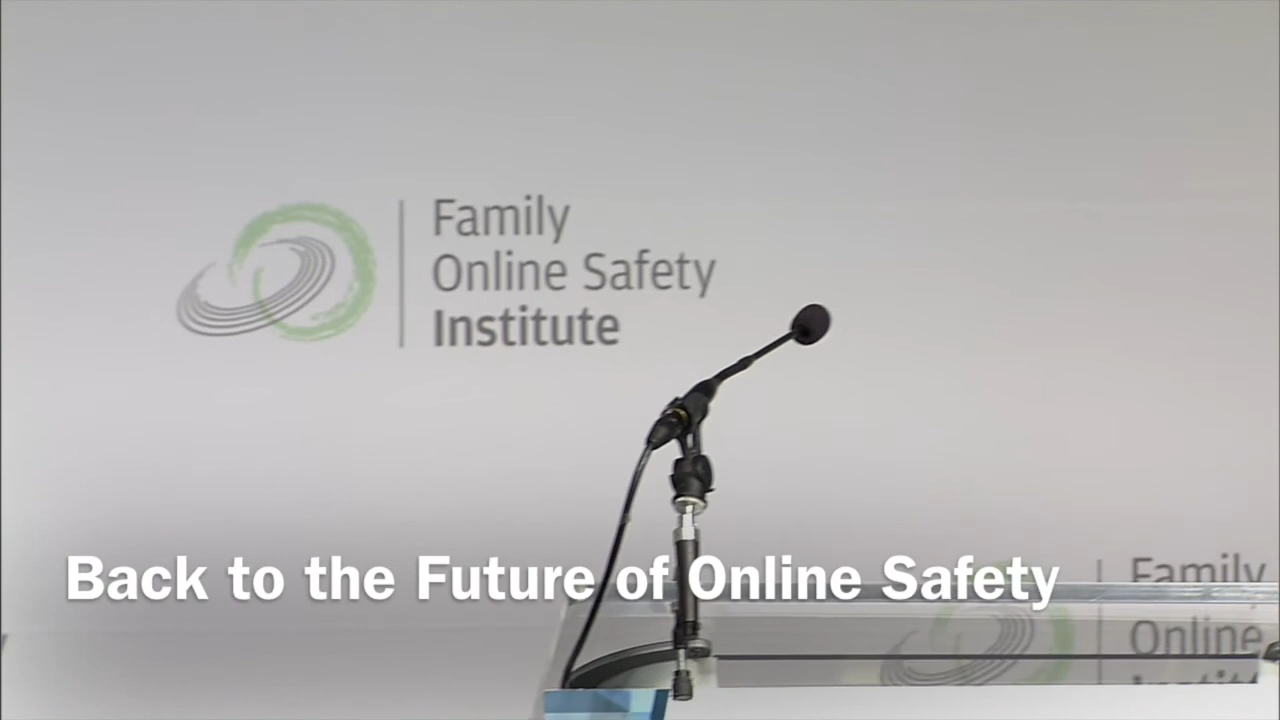 Family
Online Safety
Institute
Back to the Future of Online Safety
Family
Online